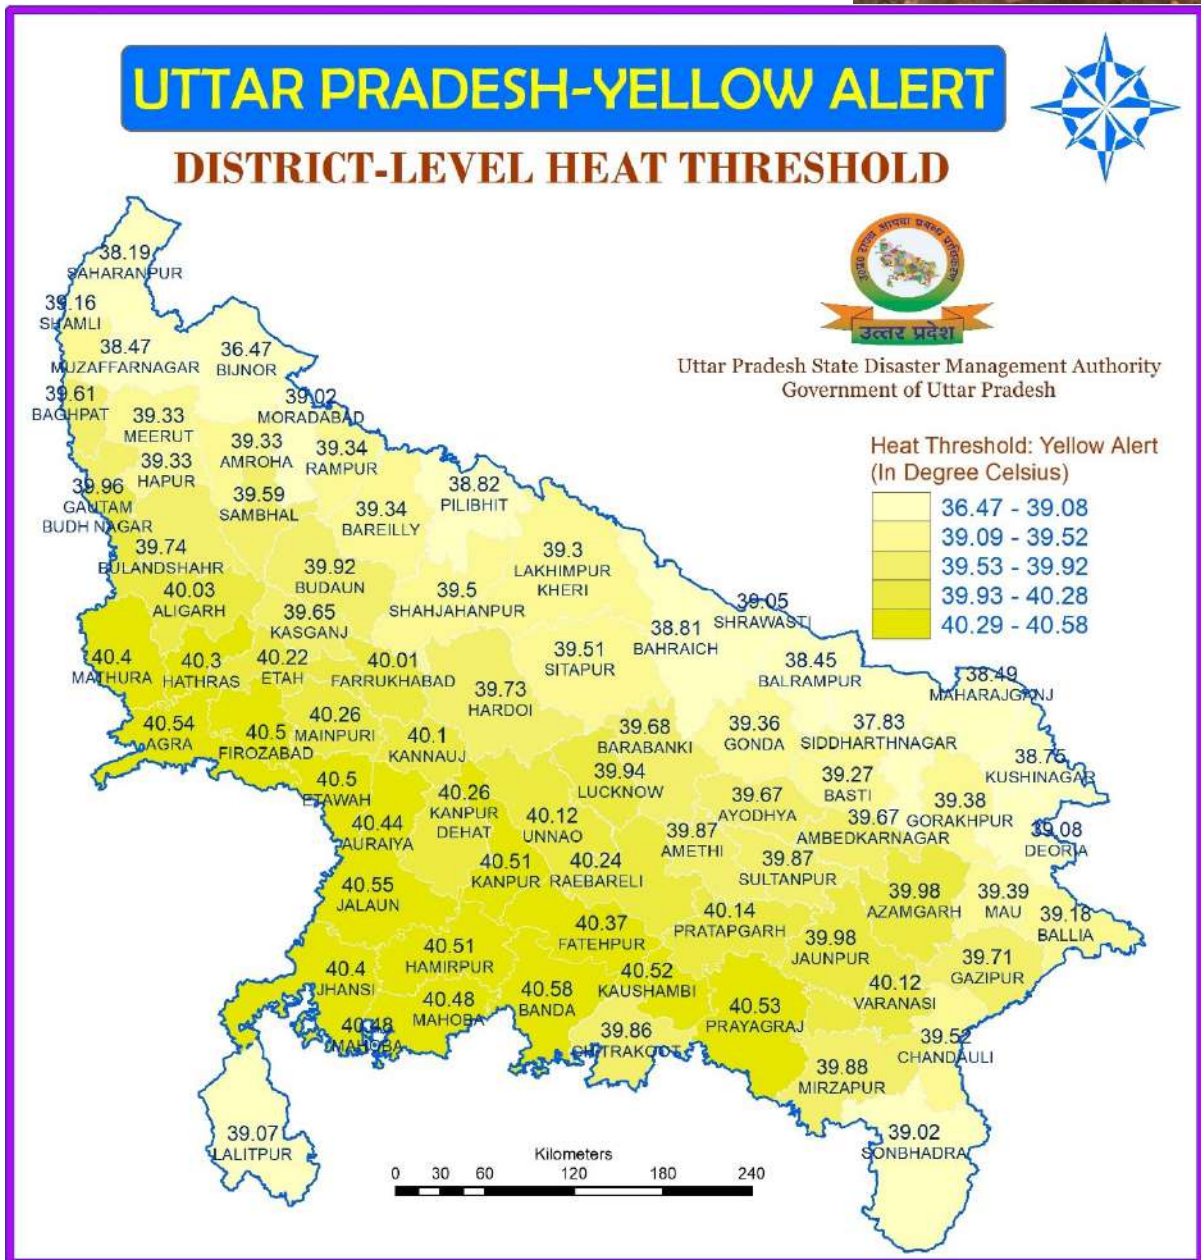 UTTAR PRADESH-YELLOW ALERT
DISTRICT-LEVEL HEAT THRESHOLD
उ०प्र० राज्य आपदा प्रबन्ध प्राधिकरण
उत्तर प्रदेश
Uttar Pradesh State Disaster Management Authority
Government of Uttar Pradesh
Heat Threshold: Yellow Alert
(In Degree Celsius)
36.47 - 39.08
39.09 - 39.52
39.53 - 39.92
39.93 - 40.28
40.29 - 40.58
38.19
SAHARANPUR
39.16
SHAMLI
38.47
MUZAFFARNAGAR
36.47
BIJNOR
39.61
BAGHPAT
39.33
MEERUT
39.02
MORADABAD
39.33
AMROHA
39.34
RAMPUR
39.33
HAPUR
39.96
GAUTAM
BUDH NAGAR
39.59
SAMBHAL
39.34
BAREILLY
38.82
PILIBHIT
39.74
BULANDSHAHR
39.92
BUDAUN
39.3
LAKHIMPUR
KHERI
40.03
ALIGARH
39.65
KASGANJ
39.5
SHAHJAHANPUR
39.05
SHRAWASTI
38.81
BAHRAICH
40.4
MATHURA
40.3
HATHRAS
40.22
ETAH
40.01
FARRUKHABAD
39.51
SITAPUR
38.45
BALRAMPUR
38.49
MAHARAJGANJ
39.73
HARDOI
40.54
AGRA
40.5
FIROZABAD
40.26
MAINPURI
40.1
KANNAUJ
39.68
BARABANKI
39.36
GONDA
37.83
SIDDHARTHNAGAR
38.75
KUSHINAGAR
40.5
ETAWAH
40.26
KANPUR
DEHAT
39.94
LUCKNOW
39.27
BASTI
39.38
GORAKHPUR
40.44
AURAIYA
40.12
UNNAO
39.67
AYODHYA
39.67
AMBEDKARNAGAR
39.08
DEORIA
39.87
AMETHI
39.87
SULTANPUR
40.51
KANPUR
40.24
RAEBARELI
40.55
JALAUN
39.98
AZAMGARH
39.39
MAU
39.18
BALLIA
40.37
FATEHPUR
40.14
PRATAPGARH
39.98
JAUNPUR
39.71
GAZIPUR
40.51
HAMIRPUR
40.4
JHANSI
40.48
MAHOBA
40.58
BANDA
40.52
KAUSHAMBI
40.53
PRAYAGRAJ
40.12
VARANASI
40.48
MAHOBA
39.86
CHITRAKOOT
39.52
CHANDAULI
39.88
MIRZAPUR
39.07
LALITPUR
39.02
SONBHADRA
Kilometers
0 30 60 120 180 240